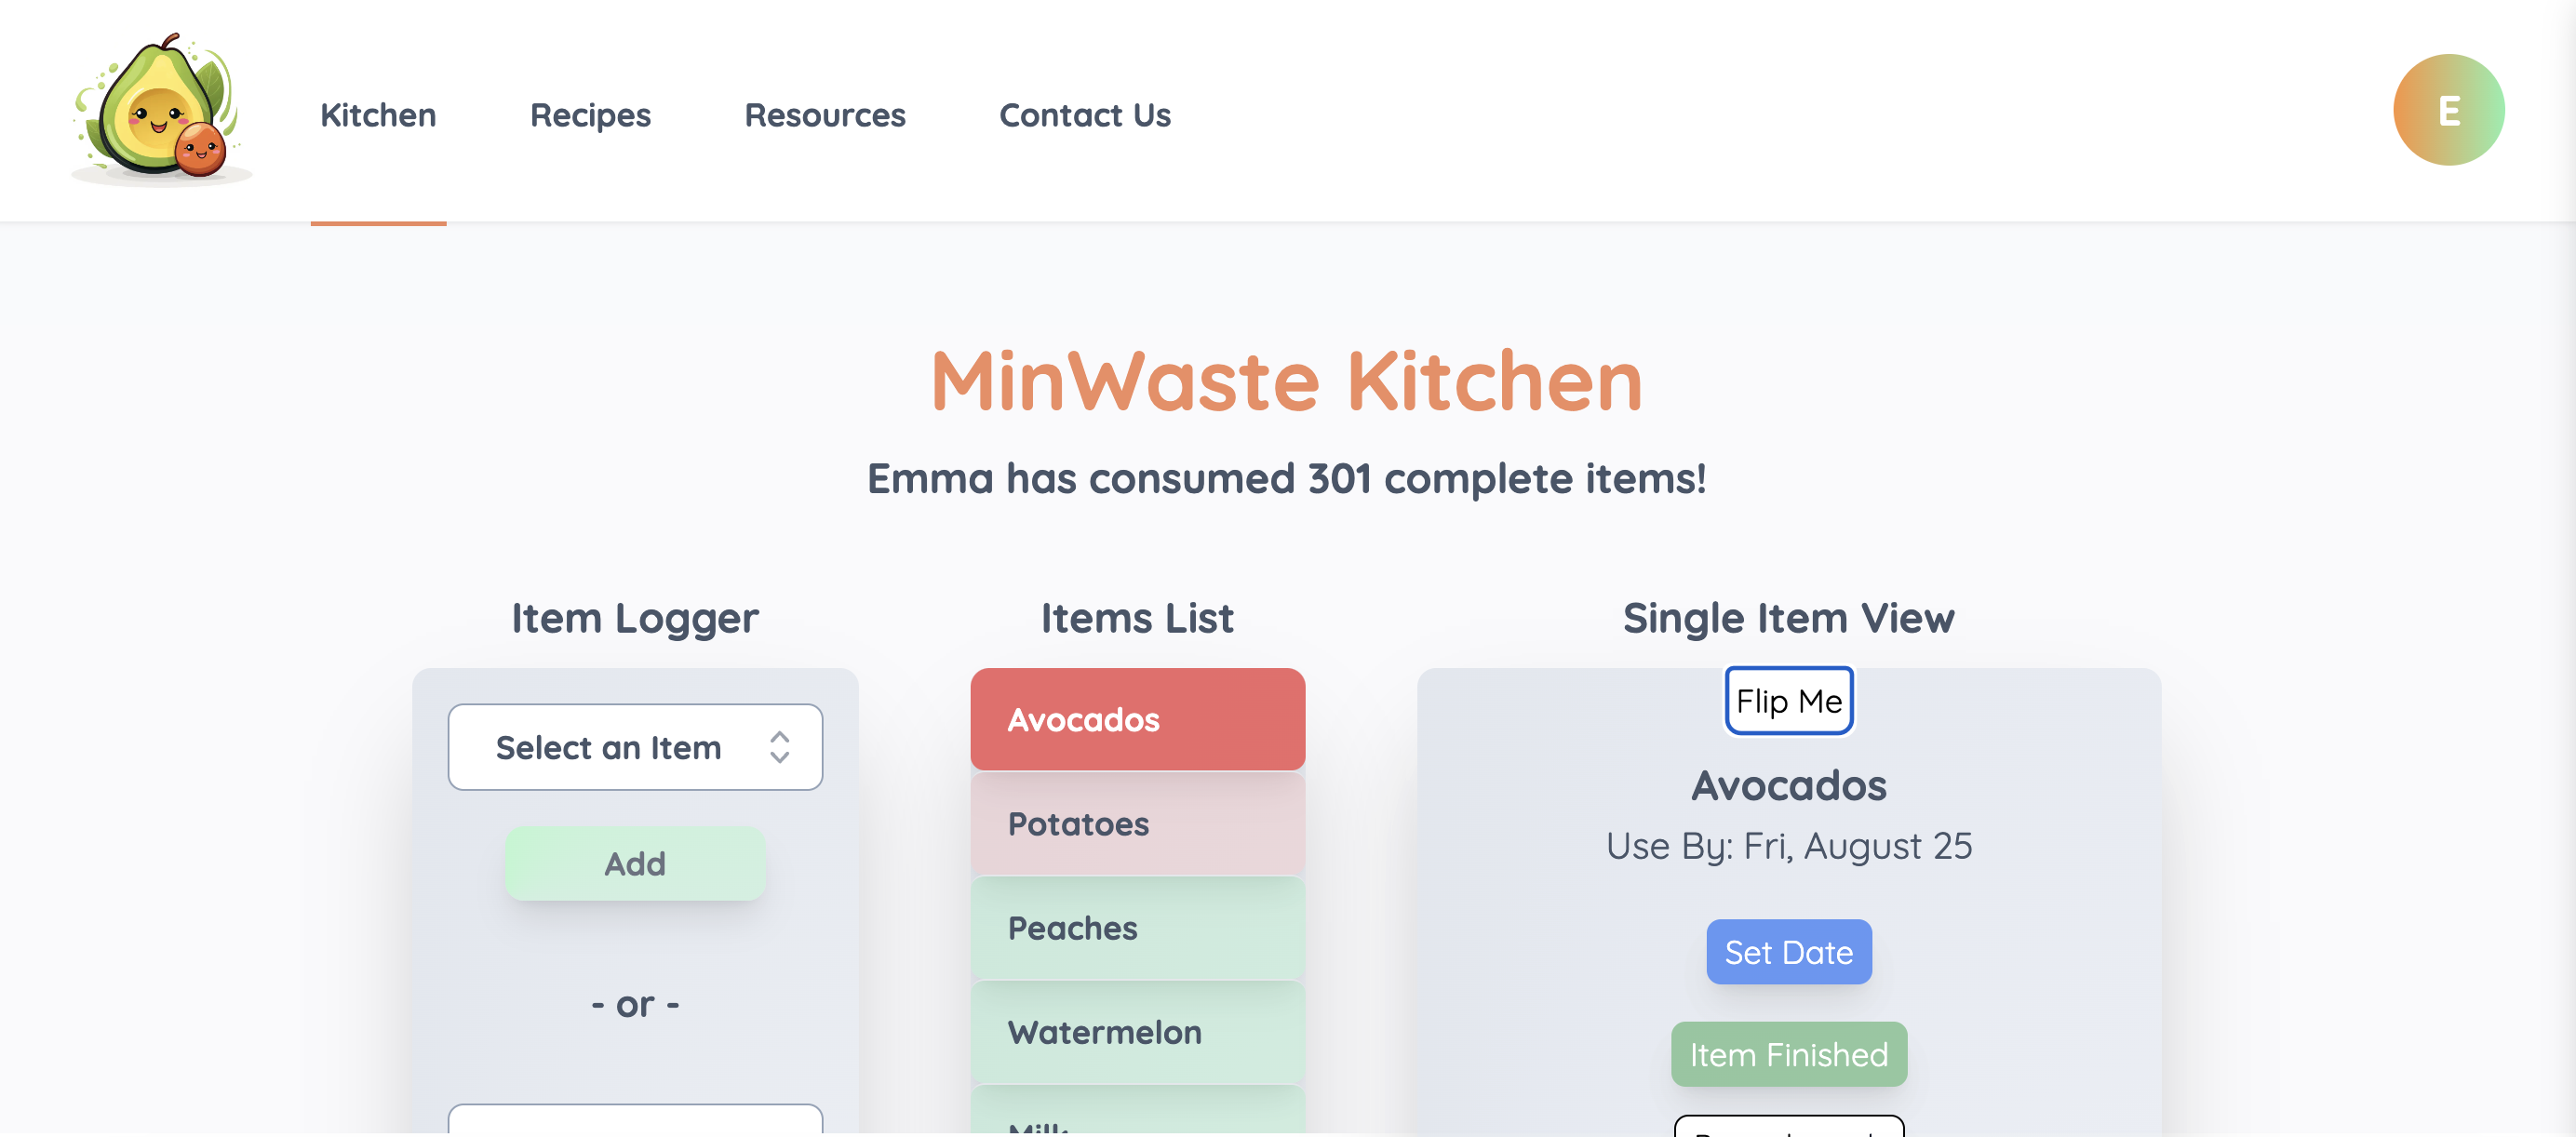 Kitchen
Recipes
Resources
Contact Us
E
MinWaste Kitchen
Emma has consumed 301 complete items!
Item Logger
Select an Item
Add
- or -
Items List
Avocados
Potatoes
Peaches
Watermelon
Milk
Single Item View
Flip Me
Avocados
Use By: Fri, August 25
Set Date
Item Finished